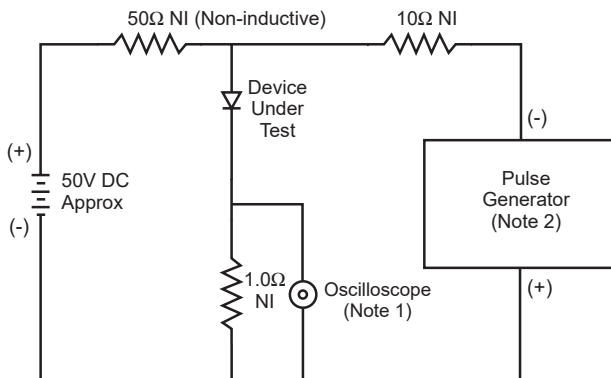 50Ω NI (Non-inductive)
10Ω NI
Device
Under
Test
(+)
50V DC
Approx
(-)
(-)
Pulse
Generator
(Note 2)
(+)
1.0Ω
NI
Oscilloscope
(Note 1)